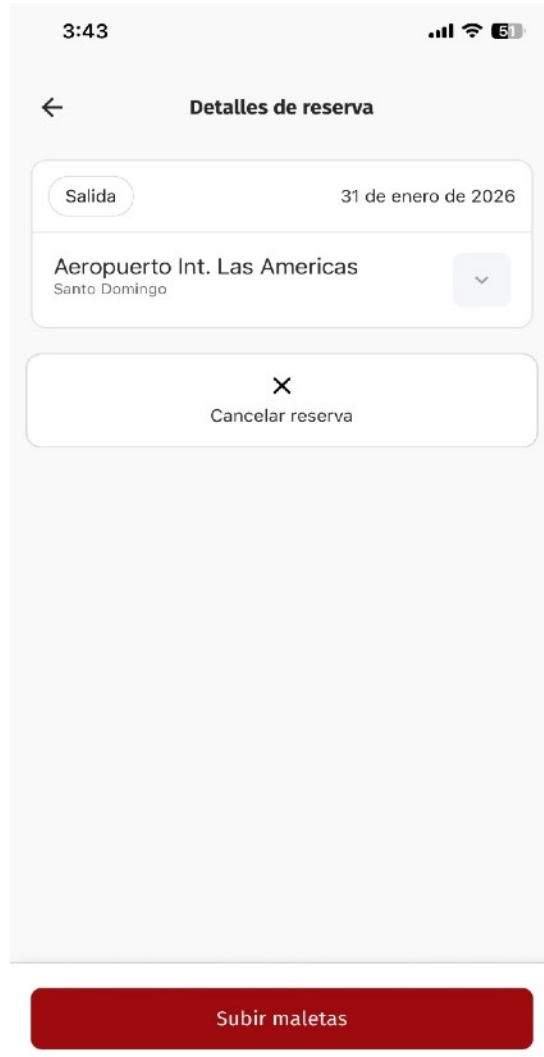 3:43
51
Detalles de reserva
Salida
31 de enero de 2026
Aeropuerto Int. Las Americas
Santo Domingo
Cancelar reserva
Subir maletas